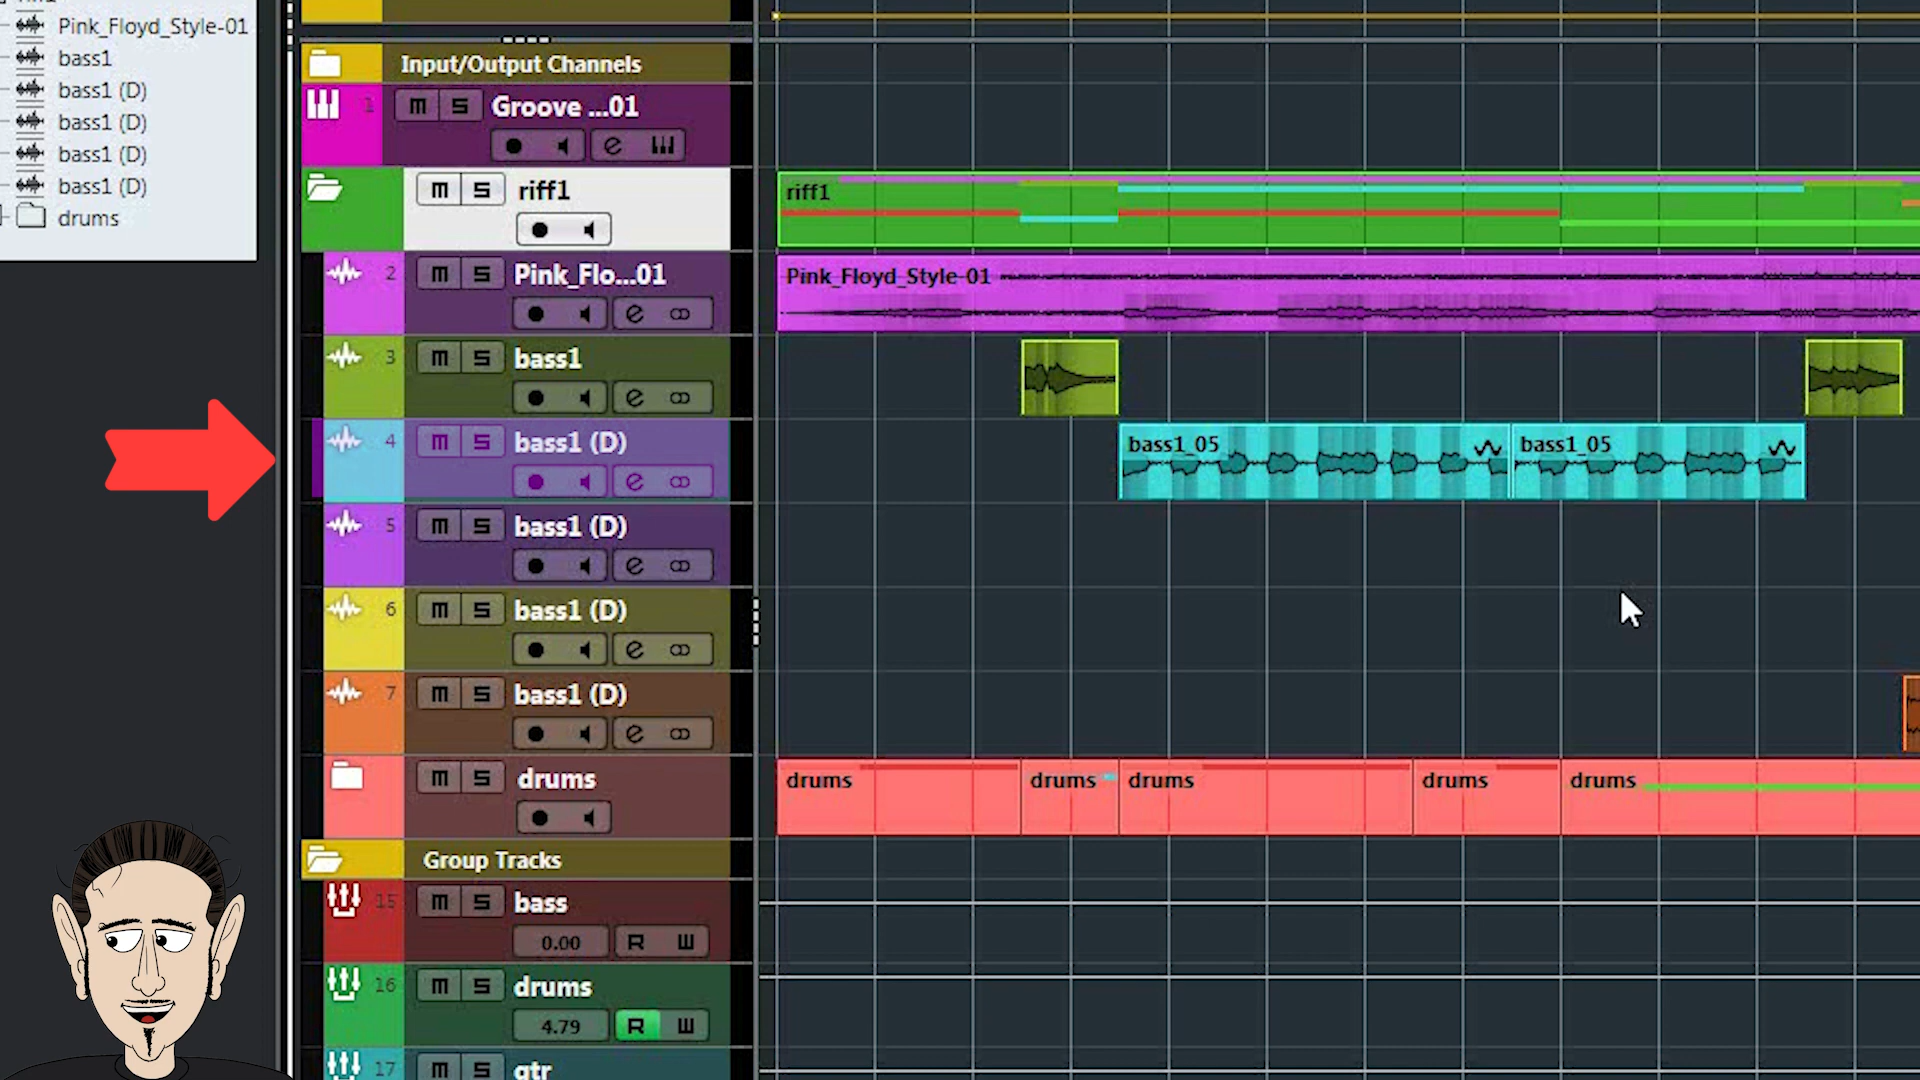 Pink_Floyd_Style-01
bass1
bass1 (D)
bass1 (D)
bass1 (D)
bass1 (D)
drums
Input/Output Channels
1 m S Groove ...01
e
m S riff1
riff1
2 m S Pink_Flo...01
Pink_Floyd_Style-01
e
3 m S bass1
e
4 m S bass1 (D)
bass1_05 bass1_05
e
5 m S bass1 (D)
e
6 m S bass1 (D)
e
7 m S bass1 (D)
e
m S drums
drums drums drums drums drums
Group Tracks
15 m S bass
0.00 R W
16 m S drums
4.79 R W
17 m S gtr